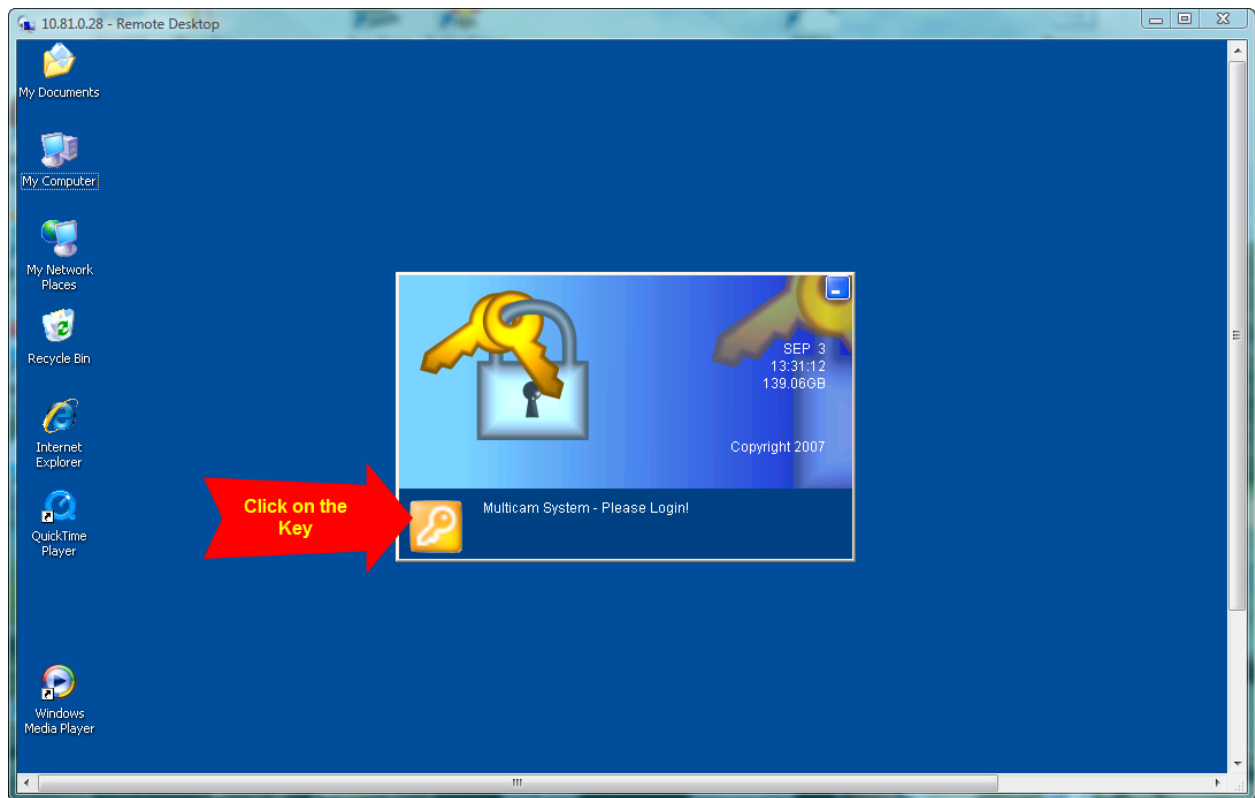 10.81.0.28 - Remote Desktop
My Documents
My Computer
My Network
Places
Recycle Bin
Internet
Explorer
QuickTime
Player
Windows
Media Player
SEP 3
13:31:12
139.06GB
Copyright 2007
Click on the
Key
Multicam System - Please Login!